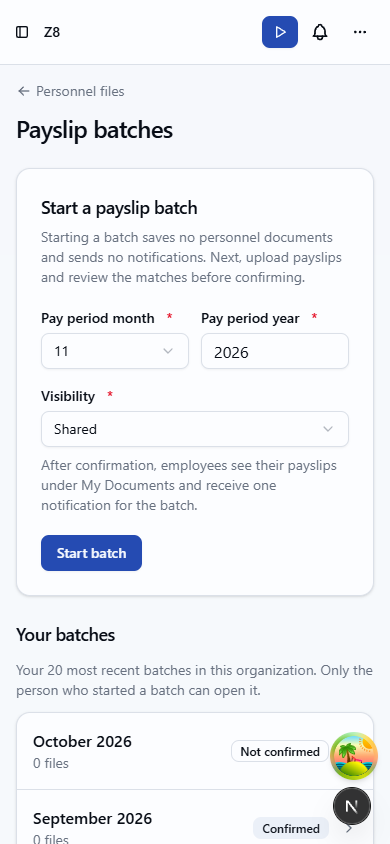 Z8
Personnel files
Payslip batches
Start a payslip batch
Starting a batch saves no personnel documents
and sends no notifications. Next, upload payslips
and review the matches before confirming.
Pay period month *
Pay period year *
11
2026
Visibility *
Shared
After confirmation, employees see their payslips
under My Documents and receive one
notification for the batch.
Start batch
Your batches
Your 20 most recent batches in this organization. Only the
person who started a batch can open it.
October 2026
Not confirmed
0 files
September 2026
Confirmed
0 files
N